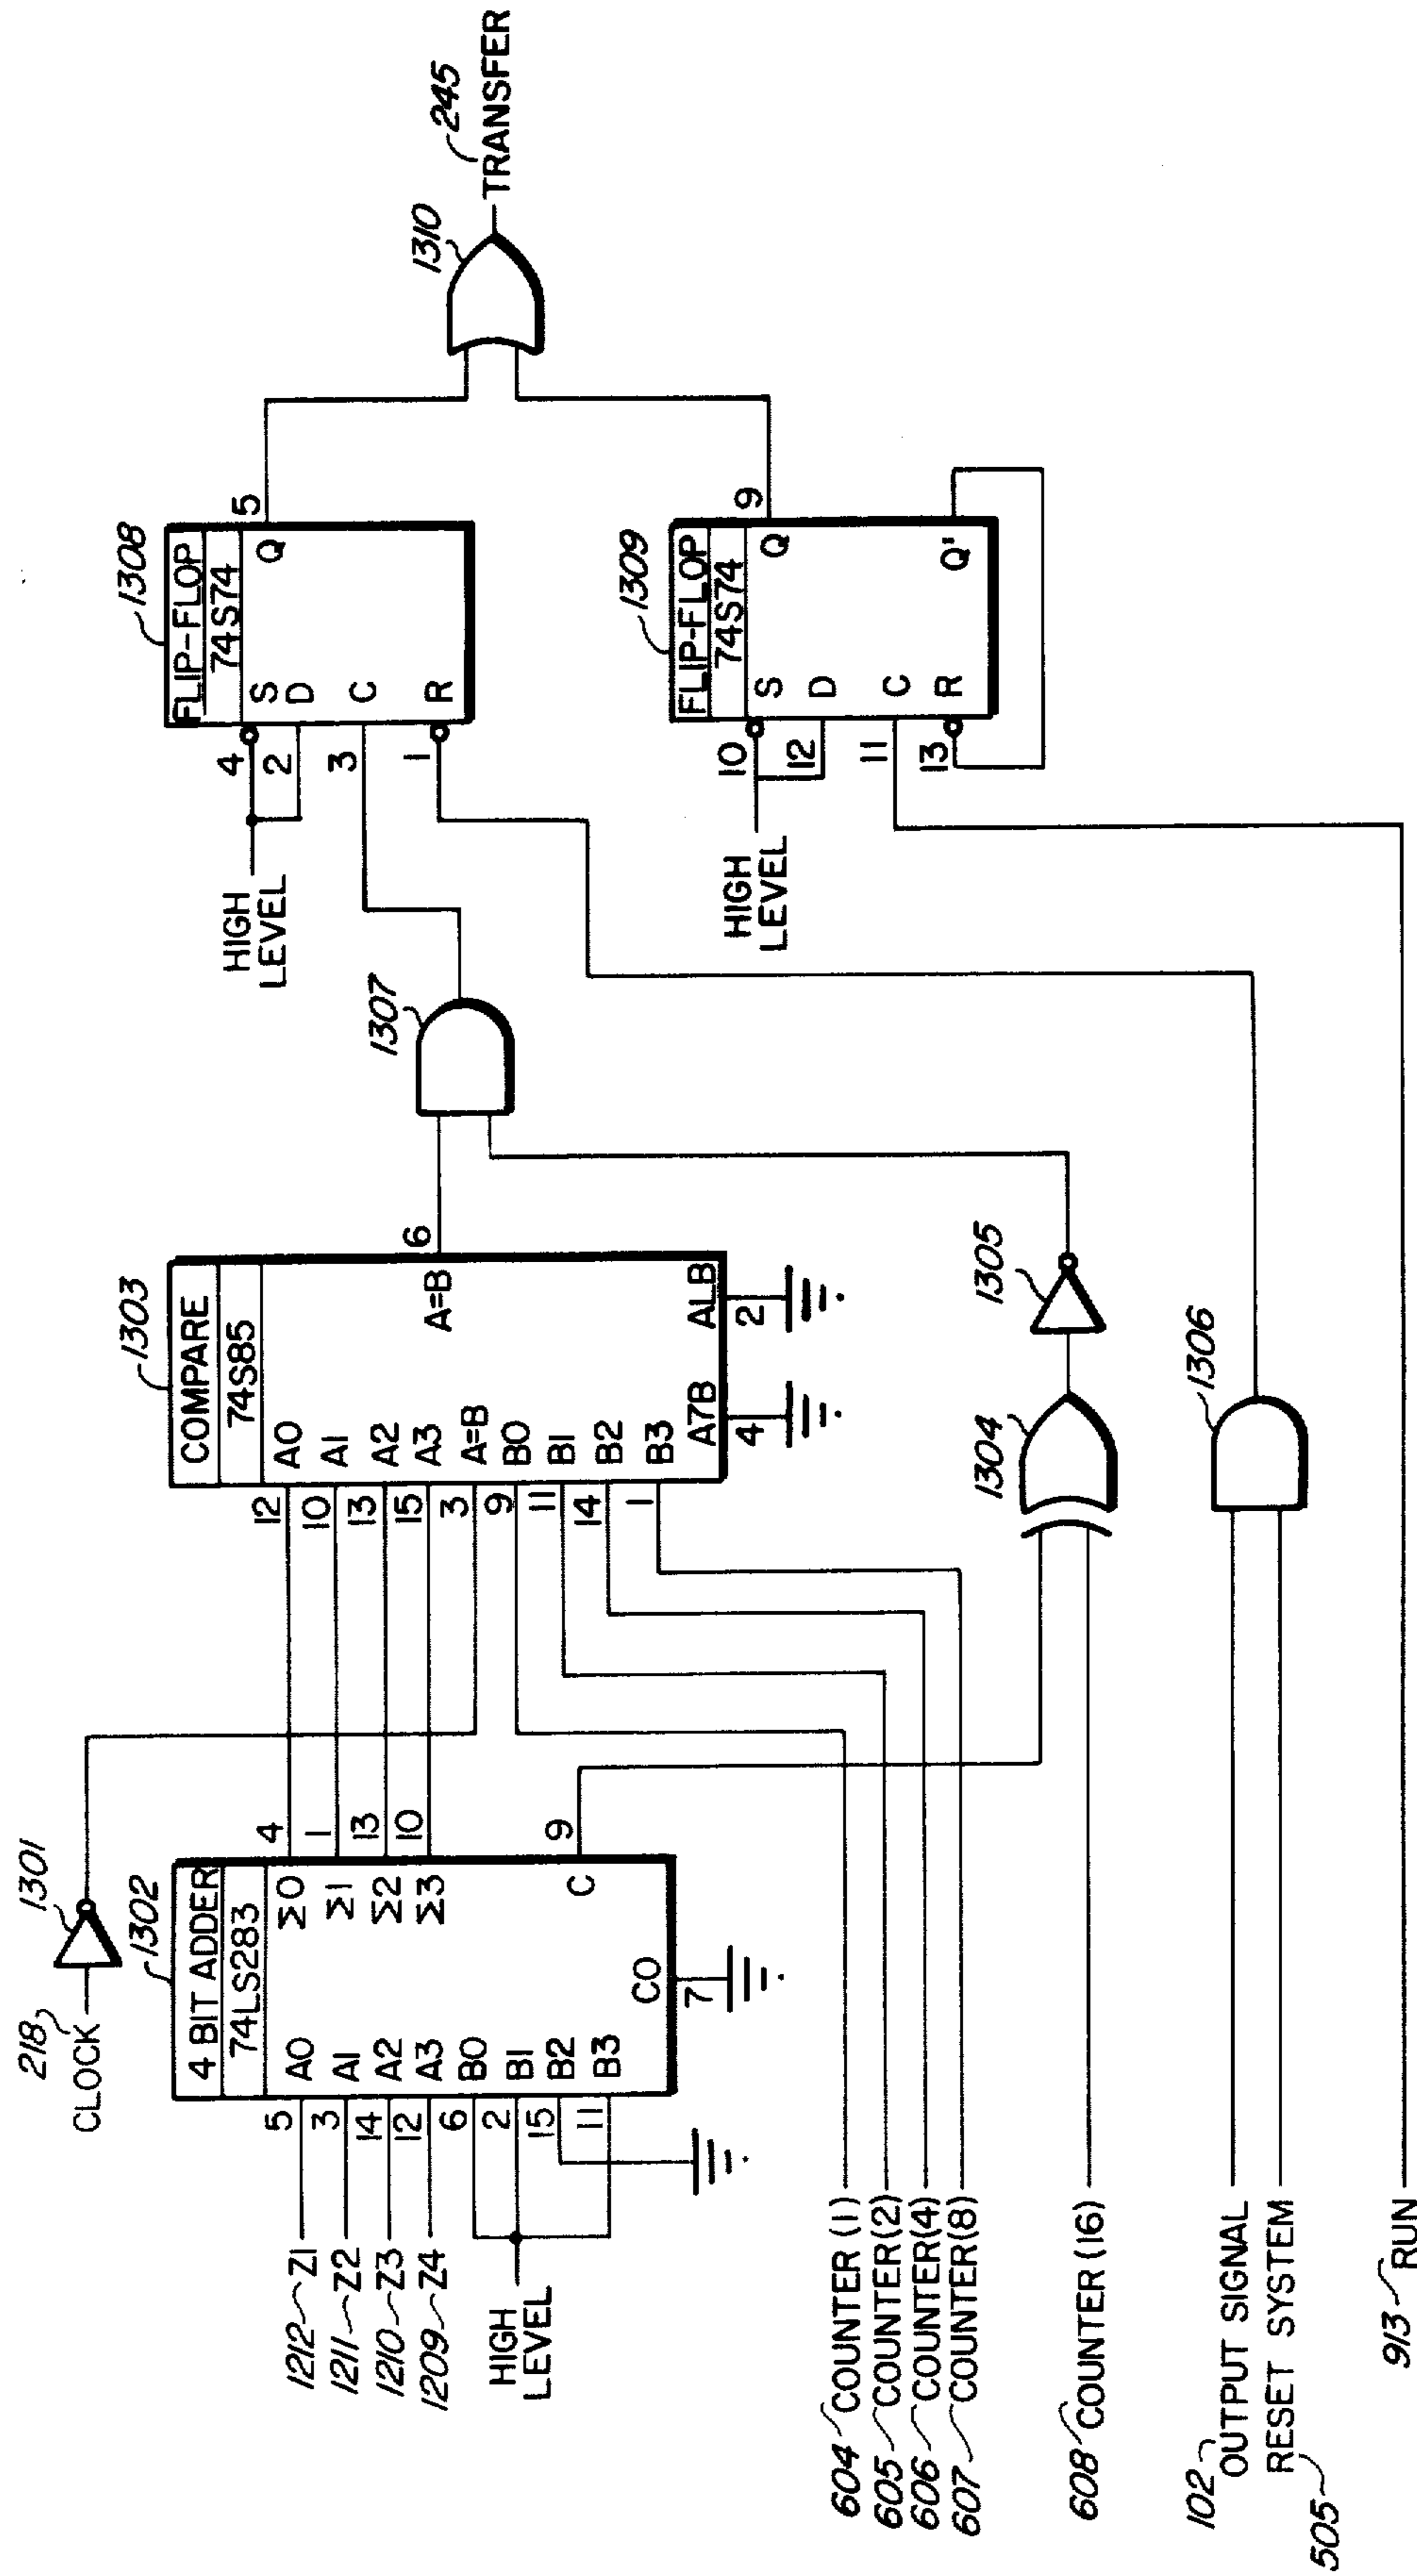 218
CLOCK
1301
1302
4 BIT ADDER
74LS283
5 A0 Σ0 4
3 A1 Σ1 1
14 A2 Σ2 13
12 A3 Σ3 10
6 B0
2 B1
15 B2
11 B3
C 9
C0
7
1212 Z1
1211 Z2
1210 Z3
1209 Z4
HIGH
LEVEL
1303
COMPARE
74S85
12 A0
10 A1
13 A2
15 A3
3 A=B
9 B0
11 B1
14 B2
1 B3
A=B 6
A7B
4
ALB
2
604 COUNTER (1)
605 COUNTER(2)
606 COUNTER(4)
607 COUNTER(8)
608 COUNTER (16)
1304
1305
1306
1307
102
OUTPUT SIGNAL
RESET SYSTEM
505
913 RUN
HIGH
LEVEL
1308
FLIP-FLOP
74S74
4 S
2 D
3 C
1 R
Q 5
HIGH
LEVEL
1309
FLIP-FLOP
74S74
10 S
12 D
11 C
13 R
Q 9
Q'
1310
245
TRANSFER